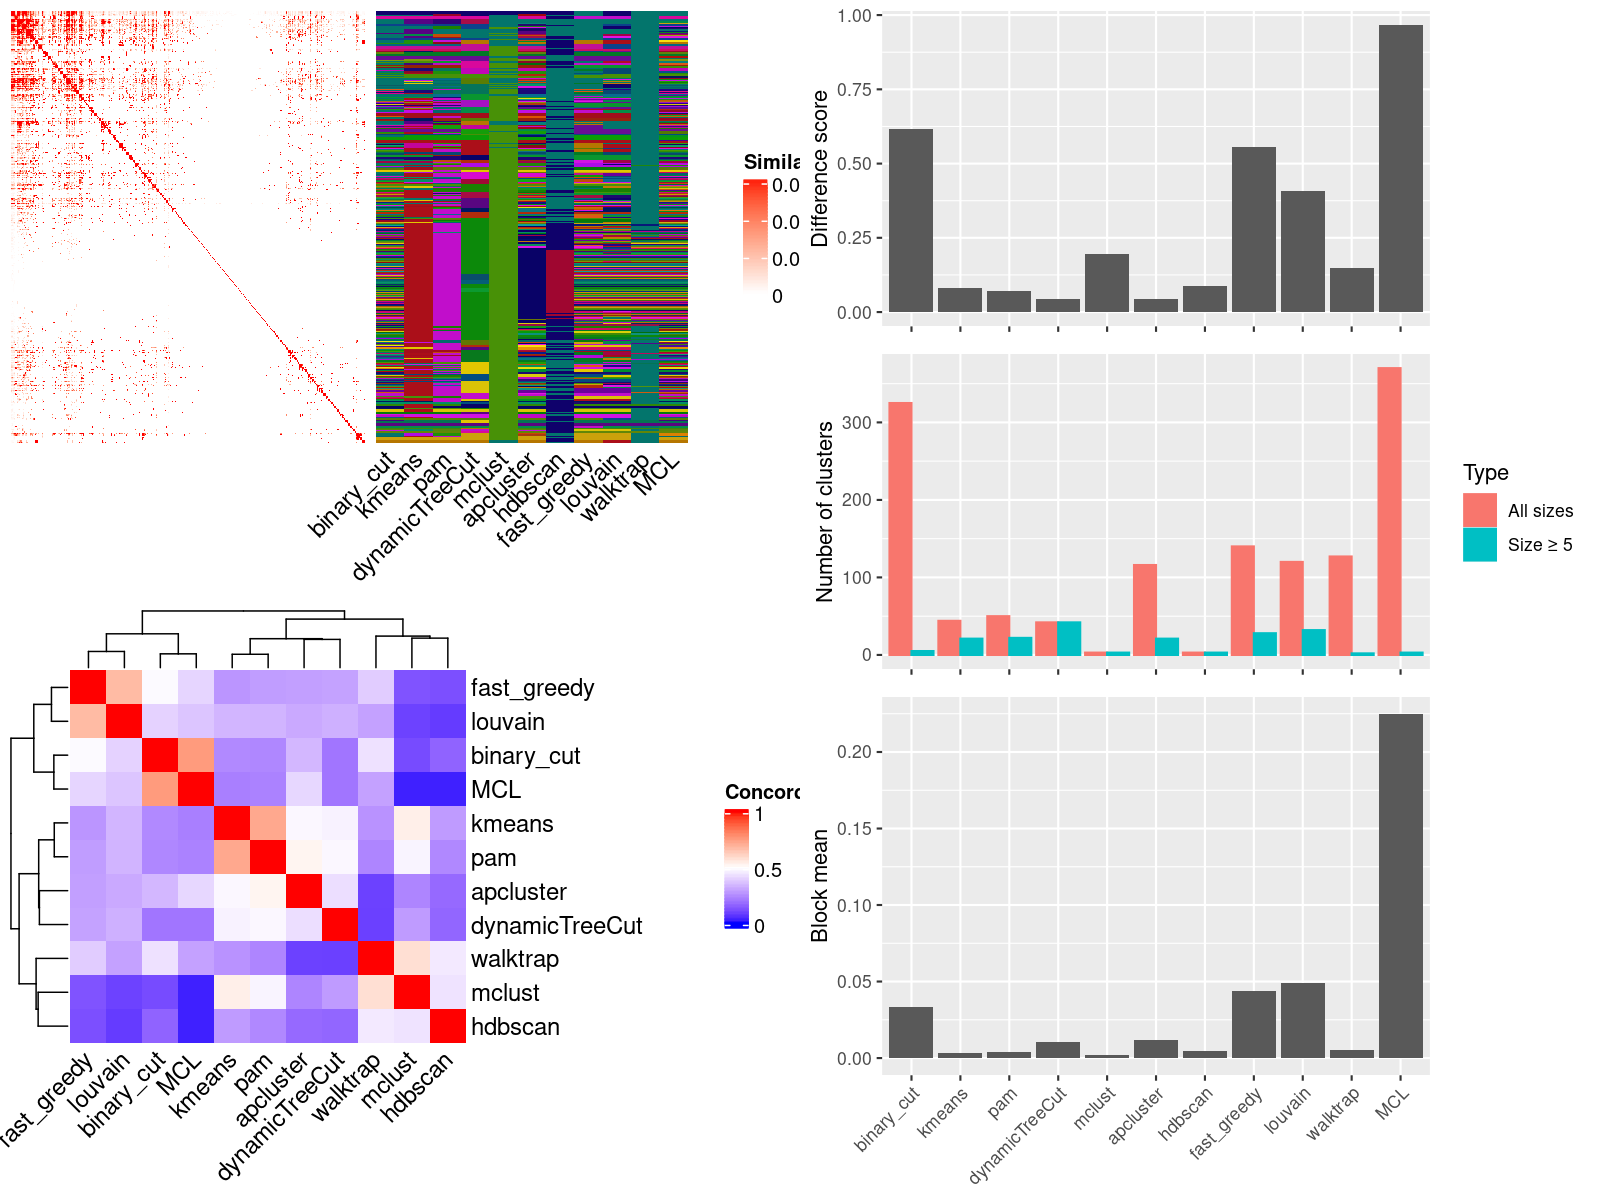 Simila
0.0
0.0
0.0
0
binary_cut
kmeans
pam
dynamicTreeCut
mclust
apcluster
hdbscan
fast_greedy
louvain
walktrap
MCL
fast_greedy
louvain
binary_cut
MCL
kmeans
pam
apcluster
dynamicTreeCut
walktrap
mclust
hdbscan
fast_greedy
louvain
binary_cut
MCL
kmeans
pam
apcluster
dynamicTreeCut
walktrap
mclust
hdbscan
Concord
1
0.5
0
Difference score
1.00
0.75
0.50
0.25
0.00
Number of clusters
300
200
100
0
Type
All sizes
Size ≥ 5
Block mean
0.20
0.15
0.10
0.05
0.00
binary_cut
kmeans
pam
dynamicTreeCut
mclust
apcluster
hdbscan
fast_greedy
louvain
walktrap
MCL